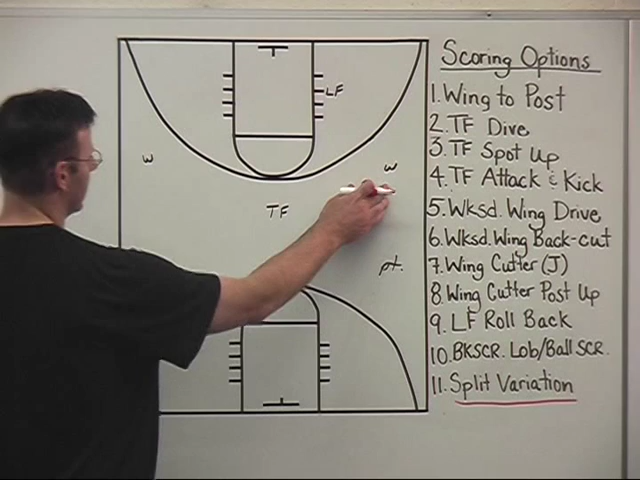 Scoring Options
1. Wing to Post
2. TF Dive
3. TF Spot Up
4. TF Attack & Kick
5. Wksd. Wing Drive
6. Wksd. Wing Back-cut
7. Wing Cutter (J)
8. Wing Cutter Post Up
9. LF Roll Back
10. BKSCR. Lob/Ball SCR.
11. Split Variation
LF
W
W
TF
pt.